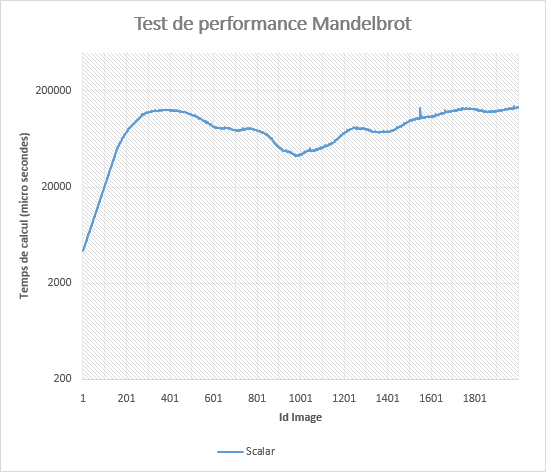 Test de performance Mandelbrot
Temps de calcul (micro secondes)
200000
20000
2000
200
1 201 401 601 801 1001 1201 1401 1601 1801
Id Image
Scalar